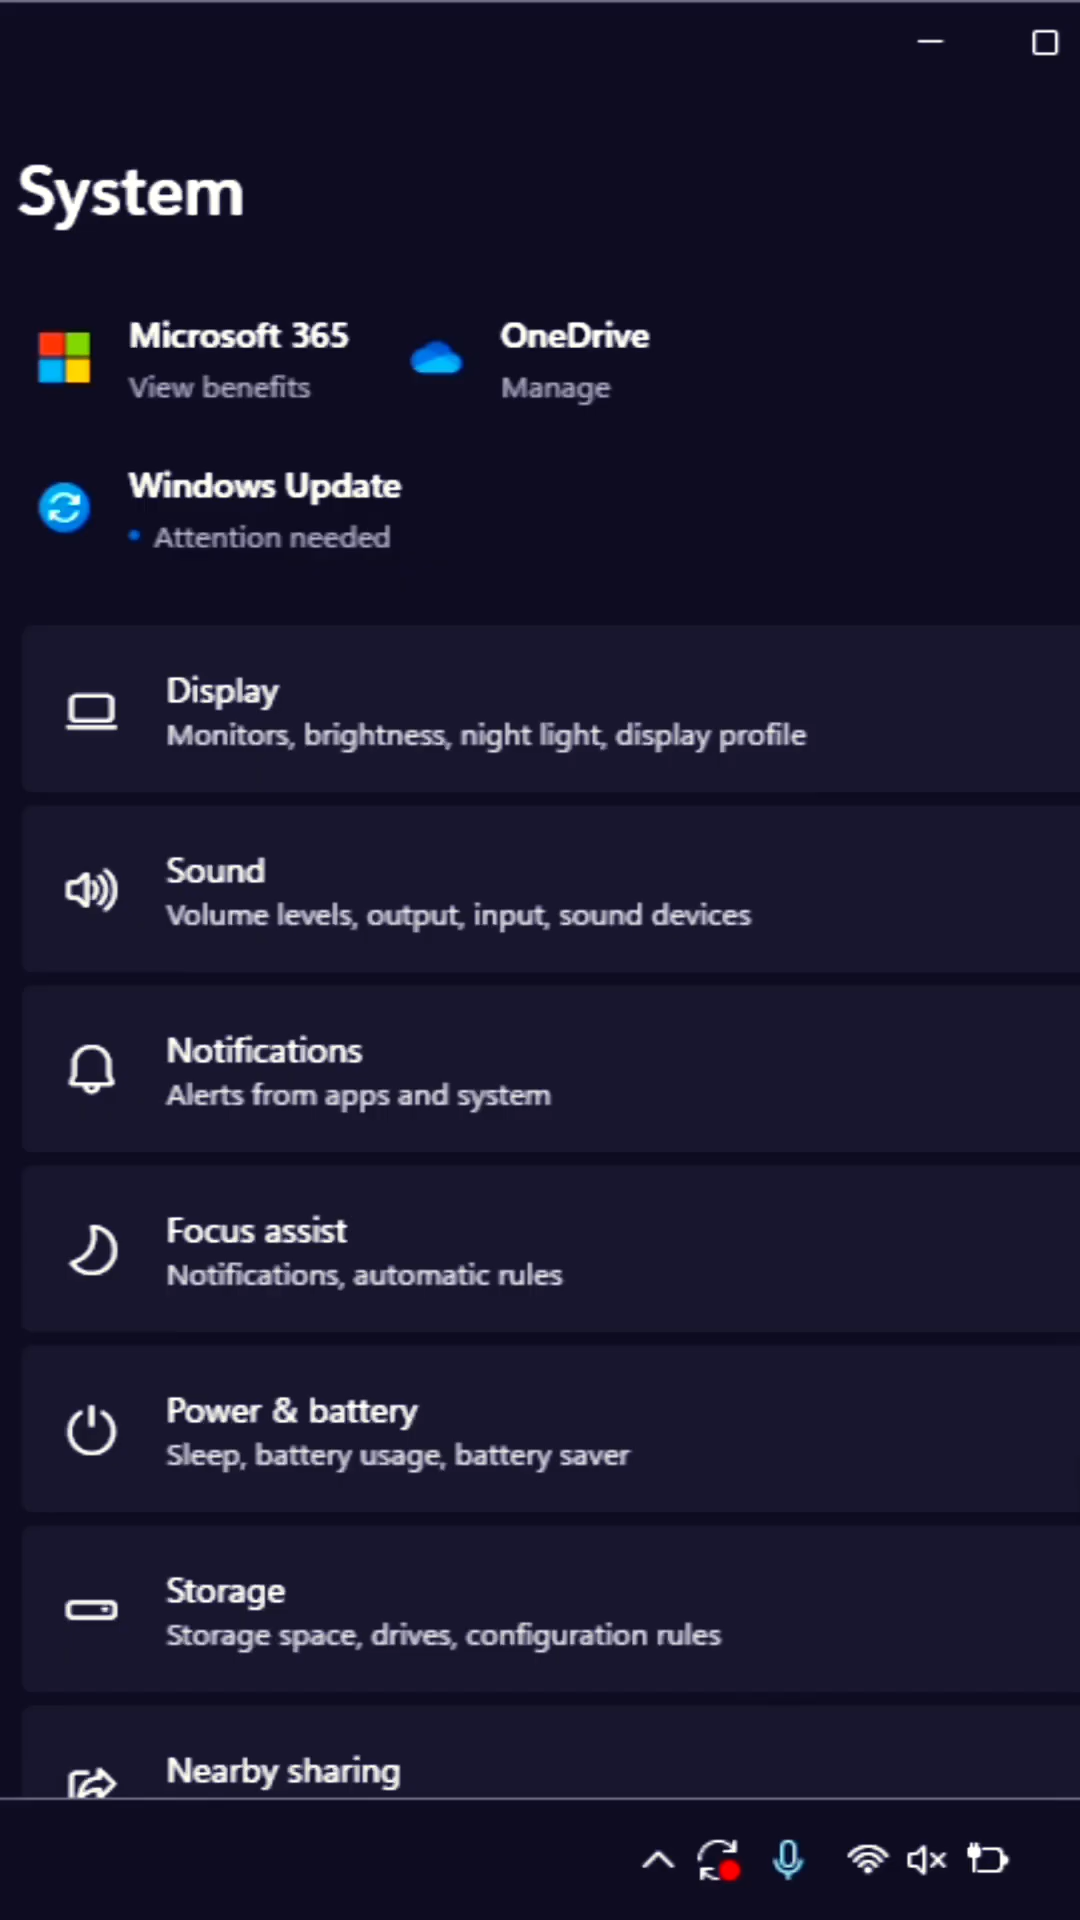 System
Microsoft 365
View benefits
OneDrive
Manage
Windows Update
Attention needed
Display
Monitors, brightness, night light, display profile
Sound
Volume levels, output, input, sound devices
Notifications
Alerts from apps and system
Focus assist
Notifications, automatic rules
Power & battery
Sleep, battery usage, battery saver
Storage
Storage space, drives, configuration rules
Nearby sharing